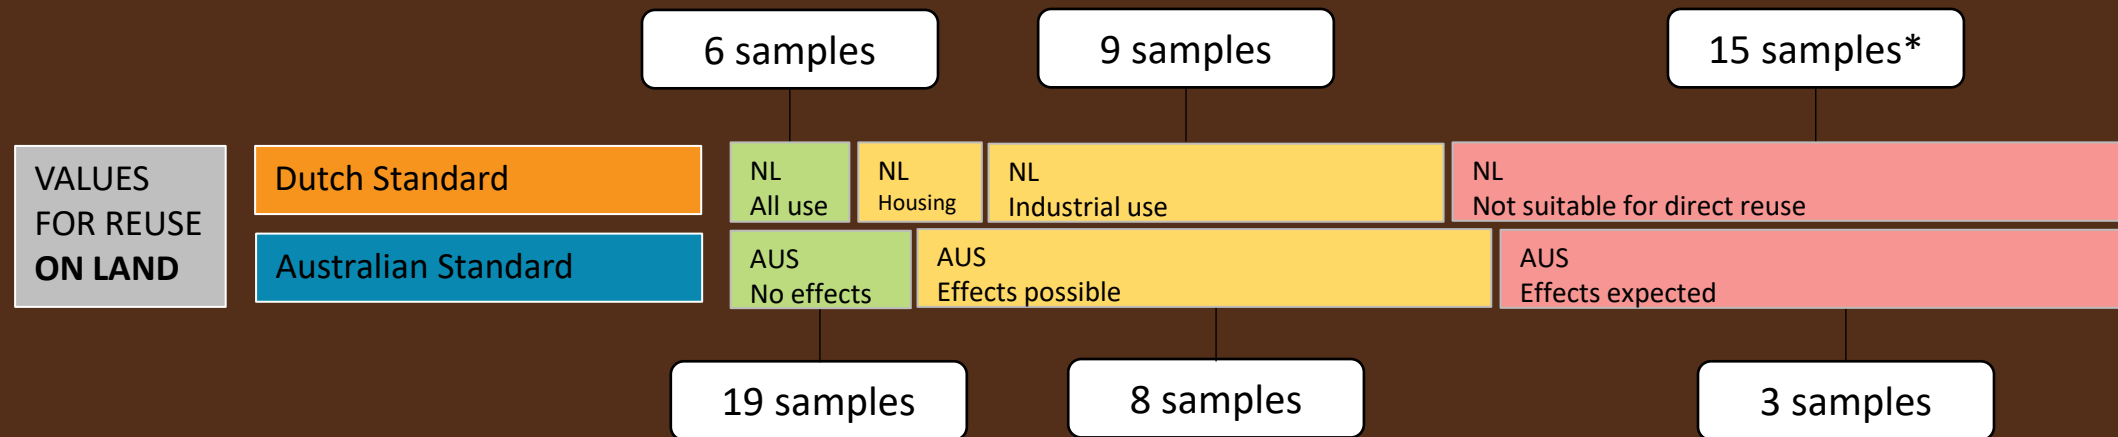 6 samples
9 samples
15 samples*
VALUES
FOR REUSE
ON LAND
Dutch Standard
NL
All use
NL
Housing
NL
Industrial use
NL
Not suitable for direct reuse
Australian Standard
AUS
No effects
AUS
Effects possible
AUS
Effects expected
19 samples
8 samples
3 samples